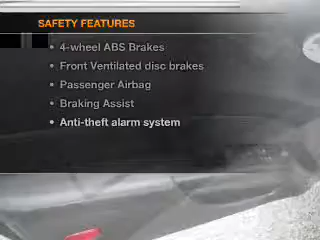 SAFETY FEATURES
• 4-wheel ABS Brakes
• Front Ventilated disc brakes
• Passenger Airbag
• Braking Assist
• Anti-theft alarm system